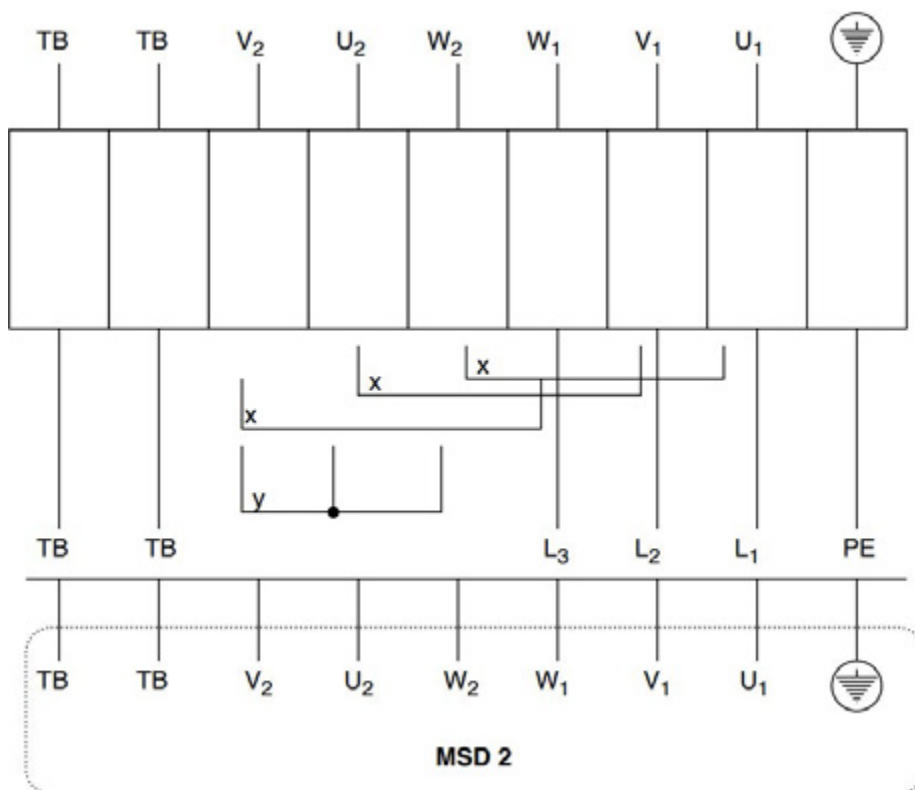 TB TB V₂ U₂ W₂ W₁ V₁ U₁
x
x
x
y
TB TB L₃ L₂ L₁ PE
TB TB V₂ U₂ W₂ W₁ V₁ U₁
MSD 2